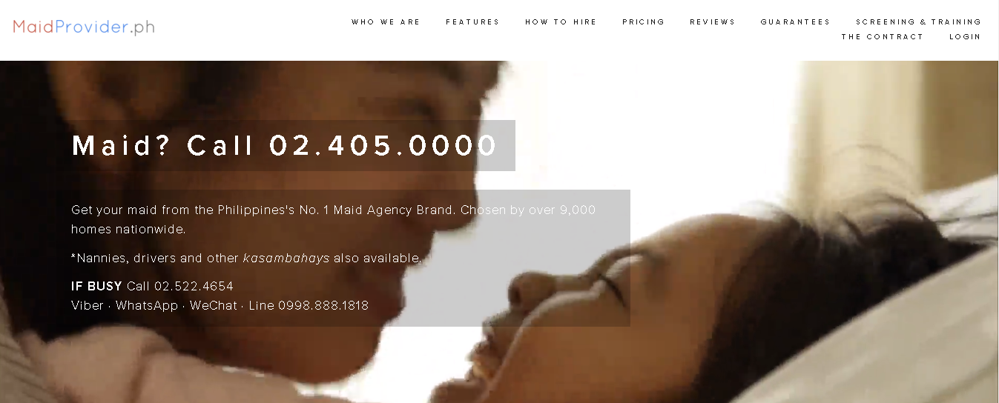 MaidProvider.ph
WHO WE ARE FEATURES HOW TO HIRE PRICING REVIEWS GUARANTEES SCREENING & TRAINING
THE CONTRACT LOGIN
Maid? Call 02.405.0000
Get your maid from the Philippines's No. 1 Maid Agency Brand. Chosen by over 9,000
homes nationwide.
*Nannies, drivers and other kasambahays also available.
IF BUSY Call 02.522.4654
Viber · WhatsApp · WeChat · Line 0998.888.1818